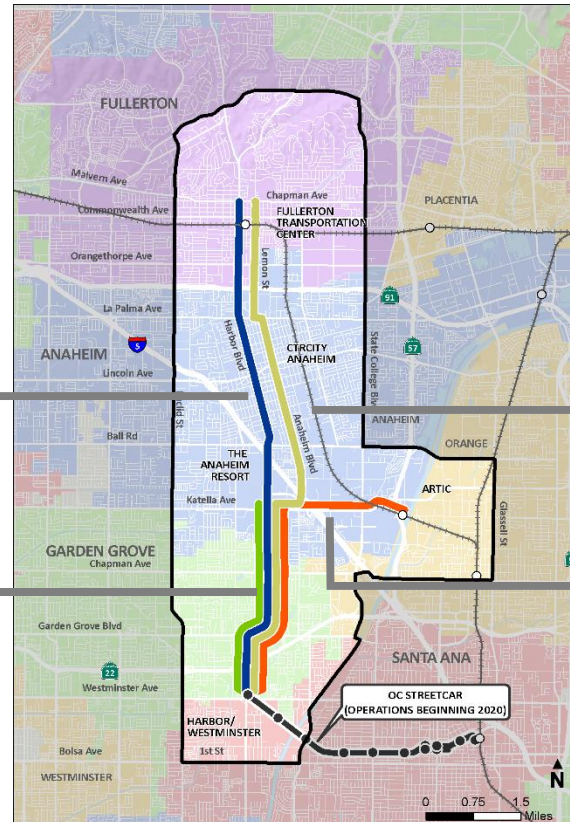 FULLERTON
Malvern Ave
Chapman Ave
PLACENTIA
Commonwealth Ave
FULLERTON
TRANSPORTATION
CENTER
Orangethorpe Ave
Lemon St
La Palma Ave
91
Harbor Blvd
CTRCITY
ANAHEIM
State College Blvd
ANAHEIM
5
57
Lincoln Ave
Anaheim Blvd
ANAHEIM
Ball Rd
ORANGE
THE
ANAHEIM
RESORT
ARTIC
Katella Ave
Glassell St
GARDEN GROVE
Chapman Ave
Garden Grove Blvd
SANTA ANA
22
Westminster Ave
OC STREETCAR
(OPERATIONS BEGINNING 2020)
HARBOR/
WESTMINSTER
Bolsa Ave
1st St
WESTMINSTER
N
0 0.75 1.5
Miles